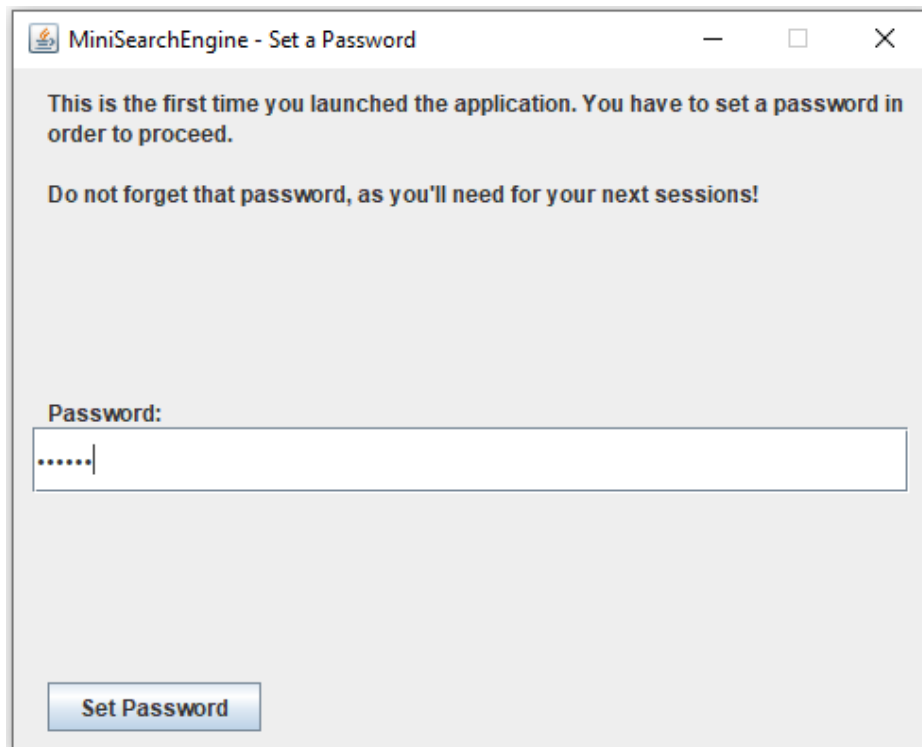 MiniSearchEngine - Set a Password
This is the first time you launched the application. You have to set a password in
order to proceed.
Do not forget that password, as you'll need for your next sessions!
Password:
••••••
Set Password